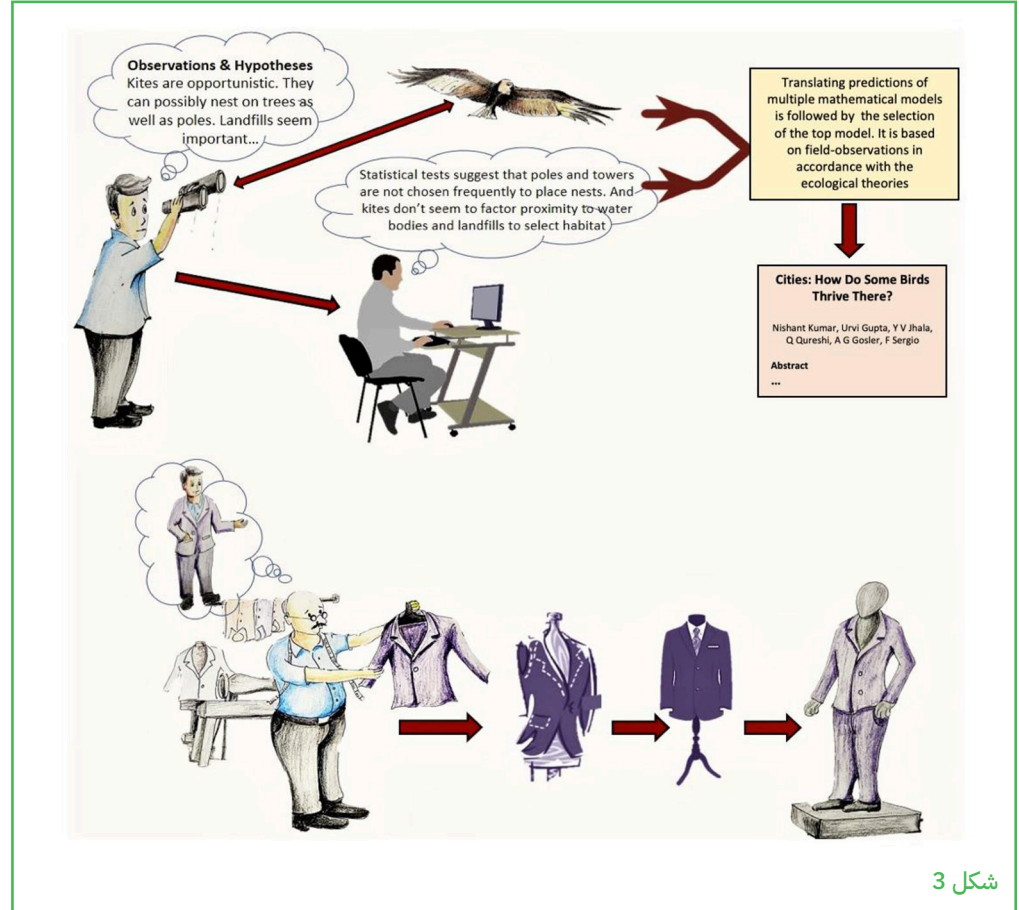 Observations & Hypotheses
Kites are opportunistic. They
can possibly nest on trees as
well as poles. Landfills seem
important...
Statistical tests suggest that poles and towers
are not chosen frequently to place nests. And
kites don't seem to factor proximity to water
bodies and landfills to select habitat
Translating predictions of
multiple mathematical models
is followed by the selection
of the top model. It is based
on field-observations in
accordance with the
ecological theories
Cities: How Do Some Birds
Thrive There?
Nishant Kumar, Urvi Gupta, Y V Jhala,
Q Qureshi, A G Gosler, F Sergio
Abstract
...
شكل 3